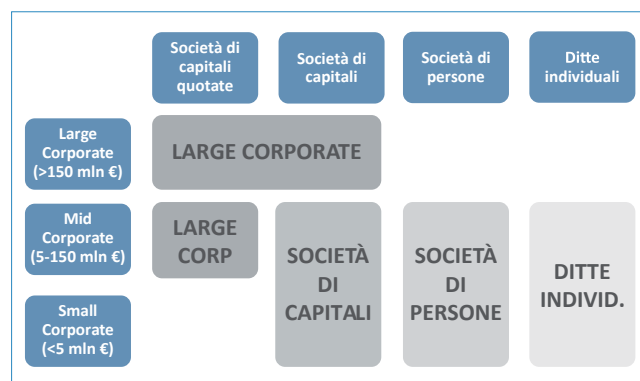 Società di
capitali
quotate
Società di
capitali
Società di
persone
Ditte
individuali
Large
Corporate
(>150 mln €)
LARGE CORPORATE
Mid
Corporate
(5-150 mln €)
LARGE
CORP
SOCIETÀ
DI
CAPITALI
SOCIETÀ
DI
PERSONE
DITTE
INDIVID.
Small
Corporate
(<5 mln €)